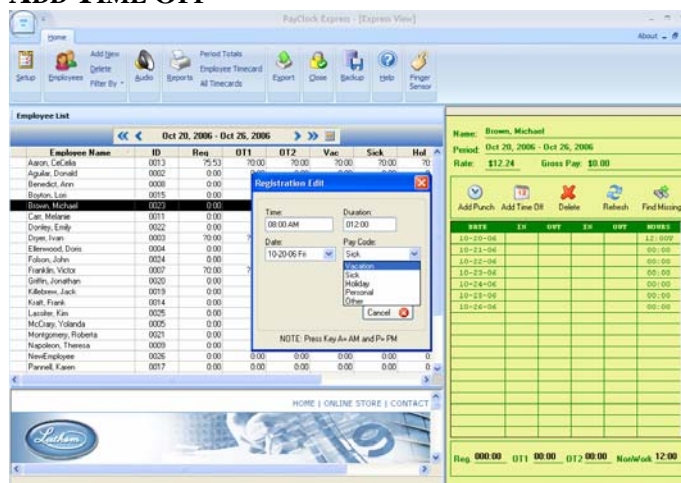 ADD TIME OFF
PayClock Express - [Express View]
Home
About
Setup
Employees
Add New
Delete
Filter By
Audio
Reports
Period Totals
Employee Timecard
All Timecards
Export
Close
Backup
Help
Finger Sensor
Employee List
Oct 20, 2006 - Oct 26, 2006
Employee Name ID Reg OT1 OT2 Vac Sick Hol
Aaron, CeCelia 0013 75:53 70:00 70:00 70:00 70:00 70:
Aguilar, Donald 0002 0:00
Benedict, Ann 0008 0:00
Boyton, Lori 0015 0:00
Brown, Michael 0023 0:00
Carr, Melanie 0011 0:00
Donley, Emily 0022 0:00
Dryer, Ivan 0003 70:00
Ellenwood, Doris 0004 0:00
Folson, John 0024 0:00
Franklin, Victor 0007 70:00
Griffin, Jonathan 0020 0:00
Killebrew, Jack 0019 0:00
Kraft, Frank 0014 0:00
Lassiter, Kim 0025 0:00
McCrary, Yolanda 0005 0:00
Montgomery, Roberta 0021 0:00
Napoleon, Theresa 0009 0:00
NewEmployee 0026 0:00 0:00 0:00 0:00 0:00 0:
Pannell, Karen 0017 0:00 0:00 0:00 0:00 0:00 0:
Registration Edit
Time: Duration:
08:00 AM 012:00
Date: Pay Code:
10-20-06 Fri Sick
Vacation
Sick
Holiday
Personal
Other
Cancel
NOTE: Press Key A= AM and P= PM
HOME | ONLINE STORE | CONTACT
Lathem
Name: Brown, Michael
Period: Oct 20, 2006 - Oct 26, 2006
Rate: $12.24 Gross Pay: $0.00
Add Punch Add Time Off Delete Refresh Find Missing
DATE IN OUT IN OUT HOURS
10-20-06 12:00V
10-21-06 00:00
10-22-06 00:00
10-23-06 00:00
10-24-06 00:00
10-25-06 00:00
10-26-06 00:00
Reg 000:00 OT1 00:00 OT2 00:00 NonWork 12:00